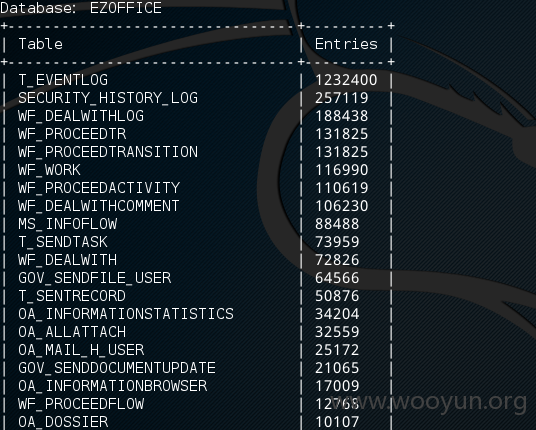 Database: EZOFFICE
+--------------------------------+---------+
| Table | Entries |
+--------------------------------+---------+
| T_EVENTLOG | 1232400 |
| SECURITY_HISTORY_LOG | 257119 |
| WF_DEALWITHLOG | 188438 |
| WF_PROCEEDTR | 131825 |
| WF_PROCEEDTRANSITION | 131825 |
| WF_WORK | 116990 |
| WF_PROCEEDACTIVITY | 110619 |
| WF_DEALWITHCOMMENT | 106230 |
| MS_INFOFLOW | 88488 |
| T_SENDTASK | 73959 |
| WF_DEALWITH | 72826 |
| GOV_SENDFILE_USER | 64566 |
| T_SENTRECORD | 50876 |
| OA_INFORMATIONSTATISTICS | 34204 |
| OA_ALLATTACH | 32559 |
| OA_MAIL_H_USER | 25172 |
| GOV_SENDDOCUMENTUPDATE | 21065 |
| OA_INFORMATIONBROWSER | 17009 |
| WF_PROCEEDFLOW | 12768 |
www.wooyun.org
| OA_DOSSIER | 10107 |